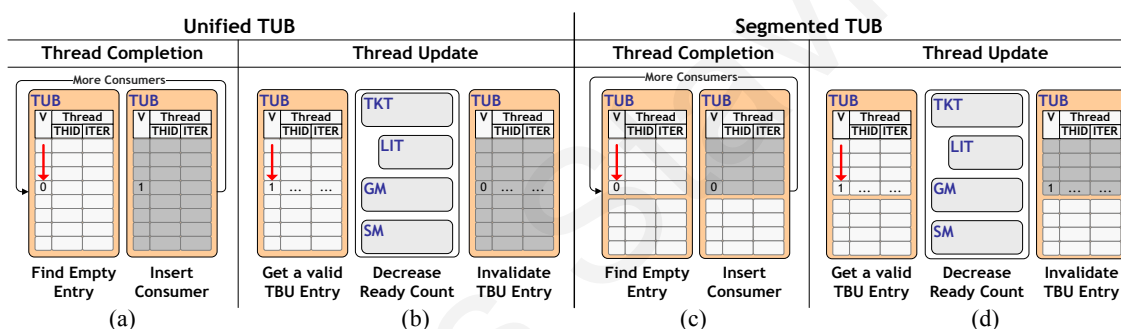 Unified TUB Segmented TUB
Thread Completion Thread Update Thread Completion Thread Update
More Consumers More Consumers
TUB TUB TUB TKT TUB TUB TUB TUB TKT TUB
V Thread V Thread V Thread V Thread V Thread V Thread V Thread V Thread
THID ITER THID ITER THID ITER THID ITER THID ITER THID ITER THID ITER THID ITER
LIT LIT
0 1 1 ... ... GM 0 ... ... 0 0 1 ... ... GM 1 ... ...
SM SM
Find Empty Insert Get a valid Decrease Invalidate Find Empty Insert Get a valid Decrease Invalidate
Entry Consumer TBU Entry Ready Count TBU Entry Entry Consumer TBU Entry Ready Count TBU Entry
(a) (b) (c) (d)